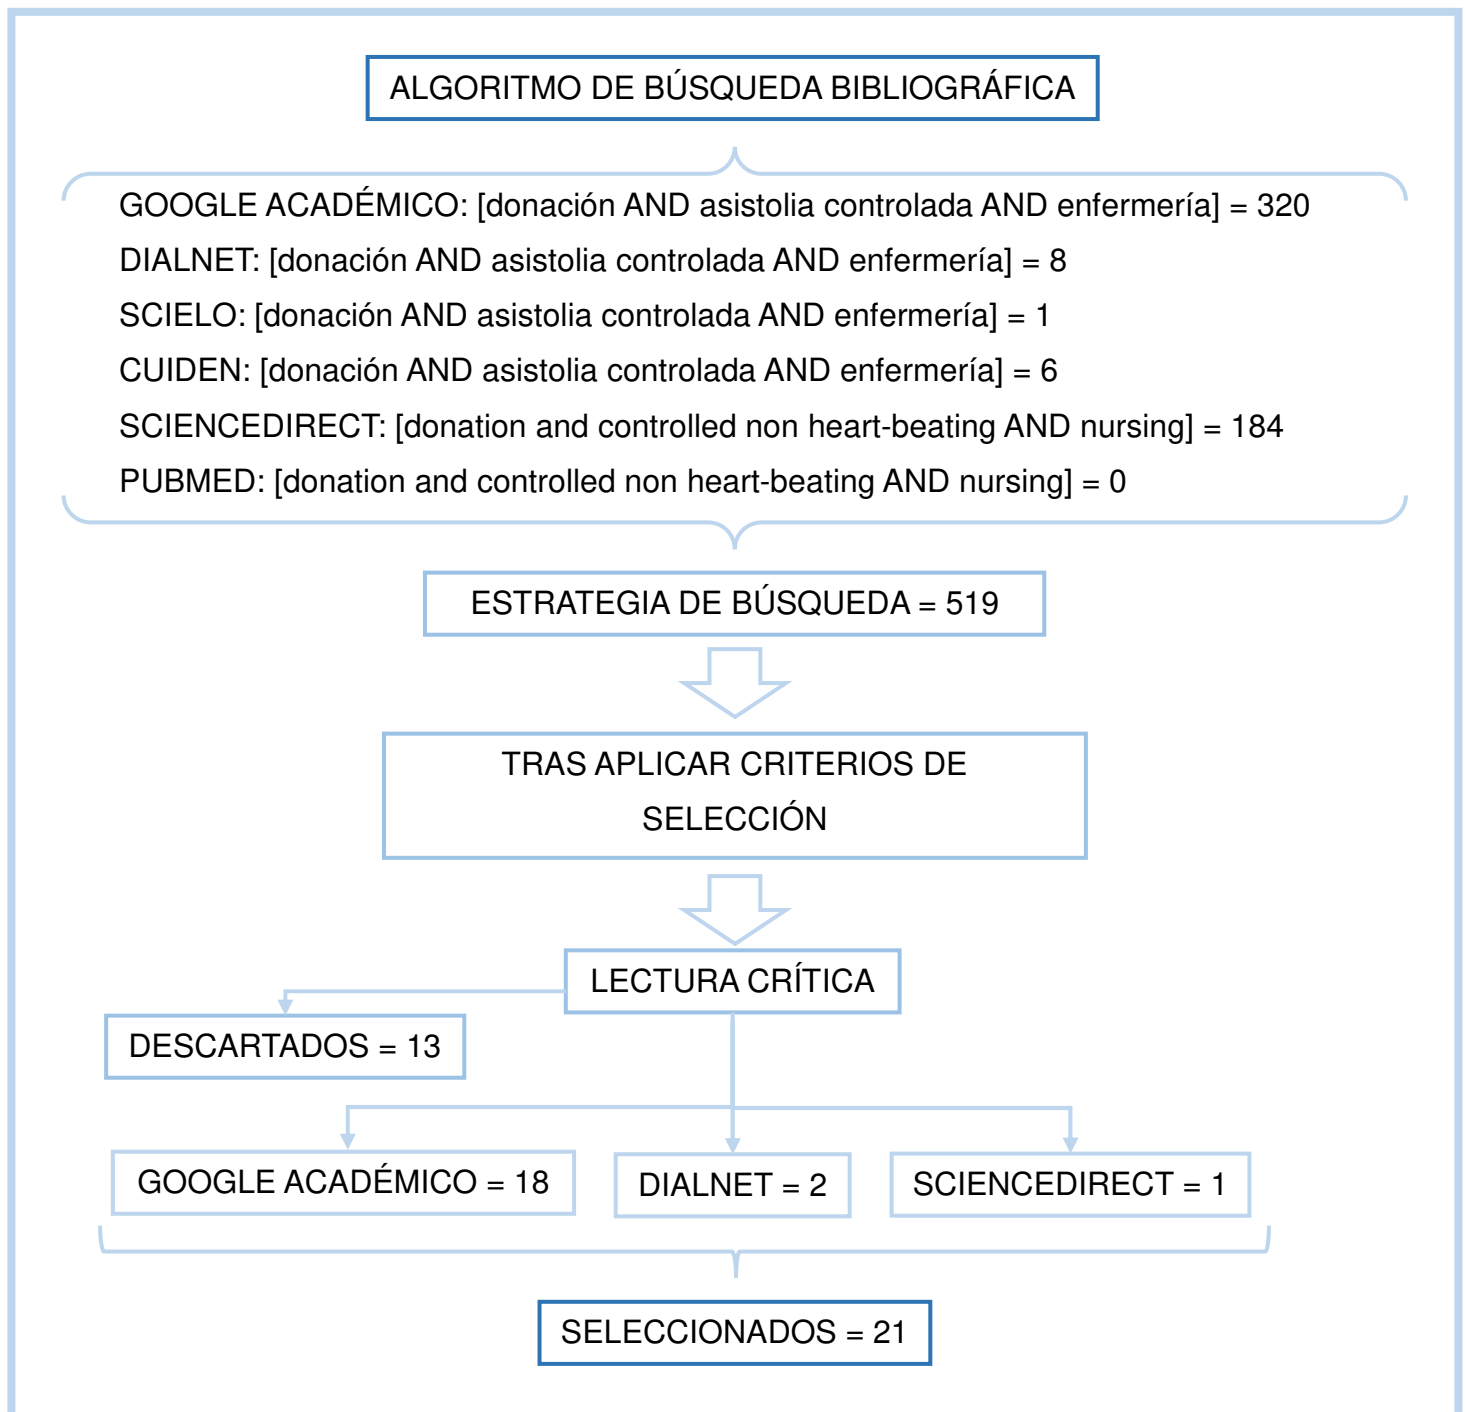 ALGORITMO DE BÚSQUEDA BIBLIOGRÁFICA
GOOGLE ACADÉMICO: [donación AND asistolia controlada AND enfermería] = 320
DIALNET: [donación AND asistolia controlada AND enfermería] = 8
SCIELO: [donación AND asistolia controlada AND enfermería] = 1
CUIDEN: [donación AND asistolia controlada AND enfermería] = 6
SCIENCEDIRECT: [donation and controlled non heart-beating AND nursing] = 184
PUBMED: [donation and controlled non heart-beating AND nursing] = 0
ESTRATEGIA DE BÚSQUEDA = 519
TRAS APLICAR CRITERIOS DE
SELECCIÓN
LECTURA CRÍTICA
DESCARTADOS = 13
GOOGLE ACADÉMICO = 18
DIALNET = 2
SCIENCEDIRECT = 1
SELECCIONADOS = 21